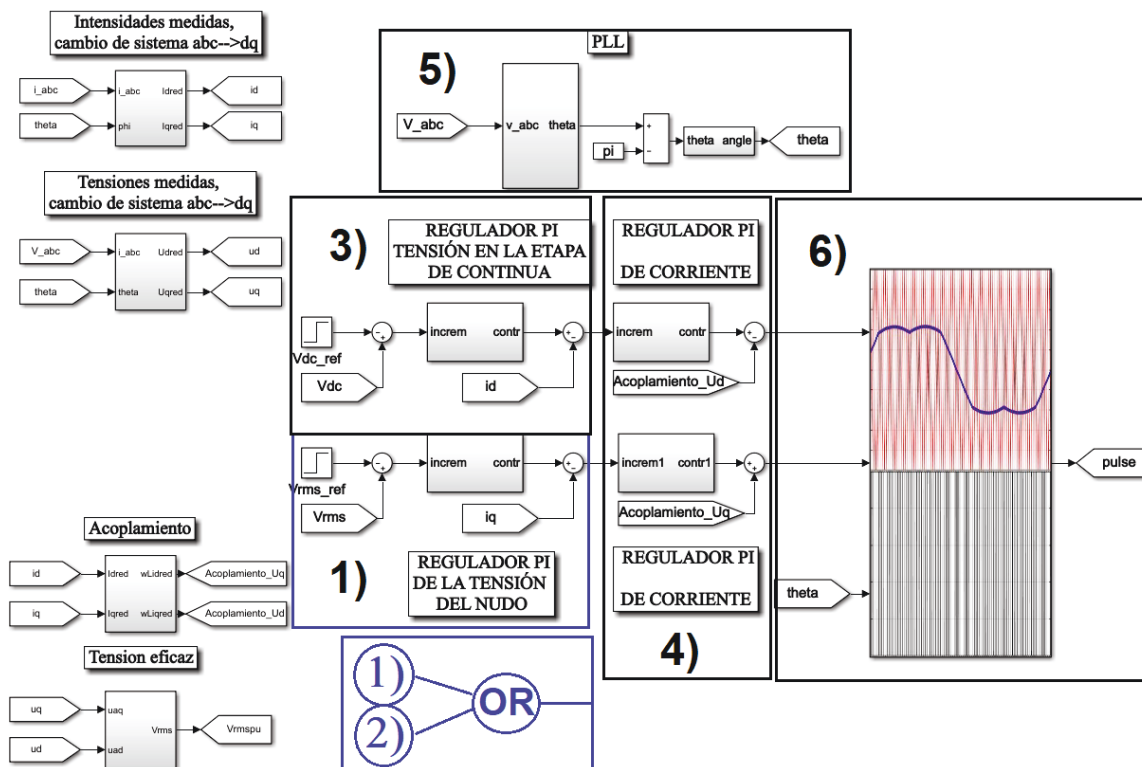 Intensidades medidas,
cambio de sistema abc-->dq
i_abc
theta
i_abc
phi
Idred
Iqred
id
iq
Tensiones medidas,
cambio de sistema abc-->dq
V_abc
theta
i_abc
theta
Udred
Uqred
ud
uq
PLL
5)
V_abc
v_abc theta
pi
+
−
theta angle
theta
3)
REGULADOR PI
TENSIÓN EN LA ETAPA
DE CONTINUA
Vdc_ref
Vdc
-
+
increm contr
+
-
id
REGULADOR PI
DE CORRIENTE
increm contr
Acoplamiento_Ud
+
-
6)
Vrms_ref
Vrms
-
+
increm contr
+
-
iq
increm1 contr1
Acoplamiento_Uq
+
+
pulse
1)
REGULADOR PI
DE LA TENSIÓN
DEL NUDO
REGULADOR PI
DE CORRIENTE
4)
theta
Acoplamiento
id
iq
Idred
Iqred
wLidred
wLiqred
Acoplamiento_Uq
Acoplamiento_Ud
Tension eficaz
uq
ud
uaq
uad
Vrms
Vrmspu
1)
2)
OR